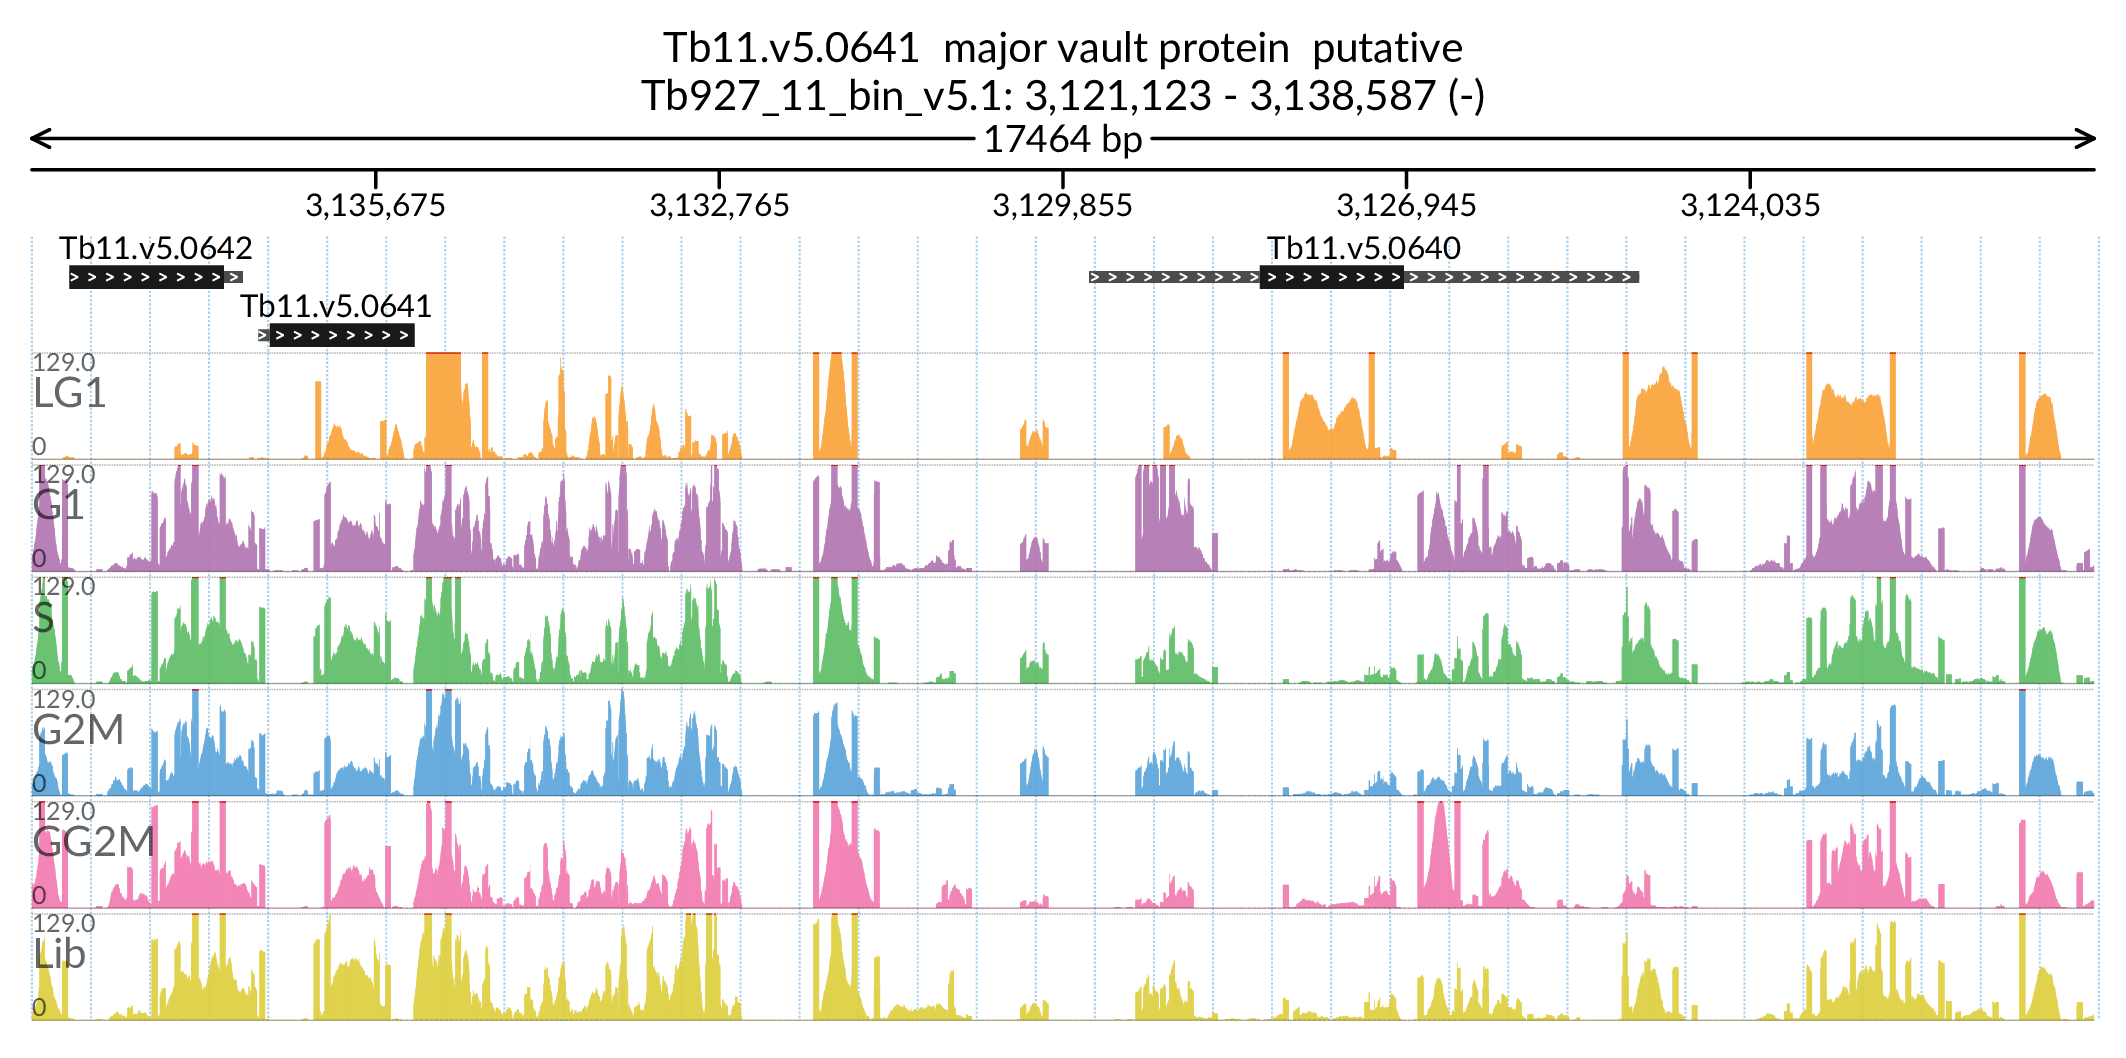 Tb11.v5.0641  major vault protein  putative
Tb927_11_bin_v5.1: 3,121,123 - 3,138,587 (-)
17464 bp
3,135,675 3,132,765 3,129,855 3,126,945 3,124,035
Tb11.v5.0642 Tb11.v5.0640
Tb11.v5.0641
129.0
LG1
0
129.0
G1
0
129.0
S
0
129.0
G2M
0
129.0
GG2M
0
129.0
Lib
0